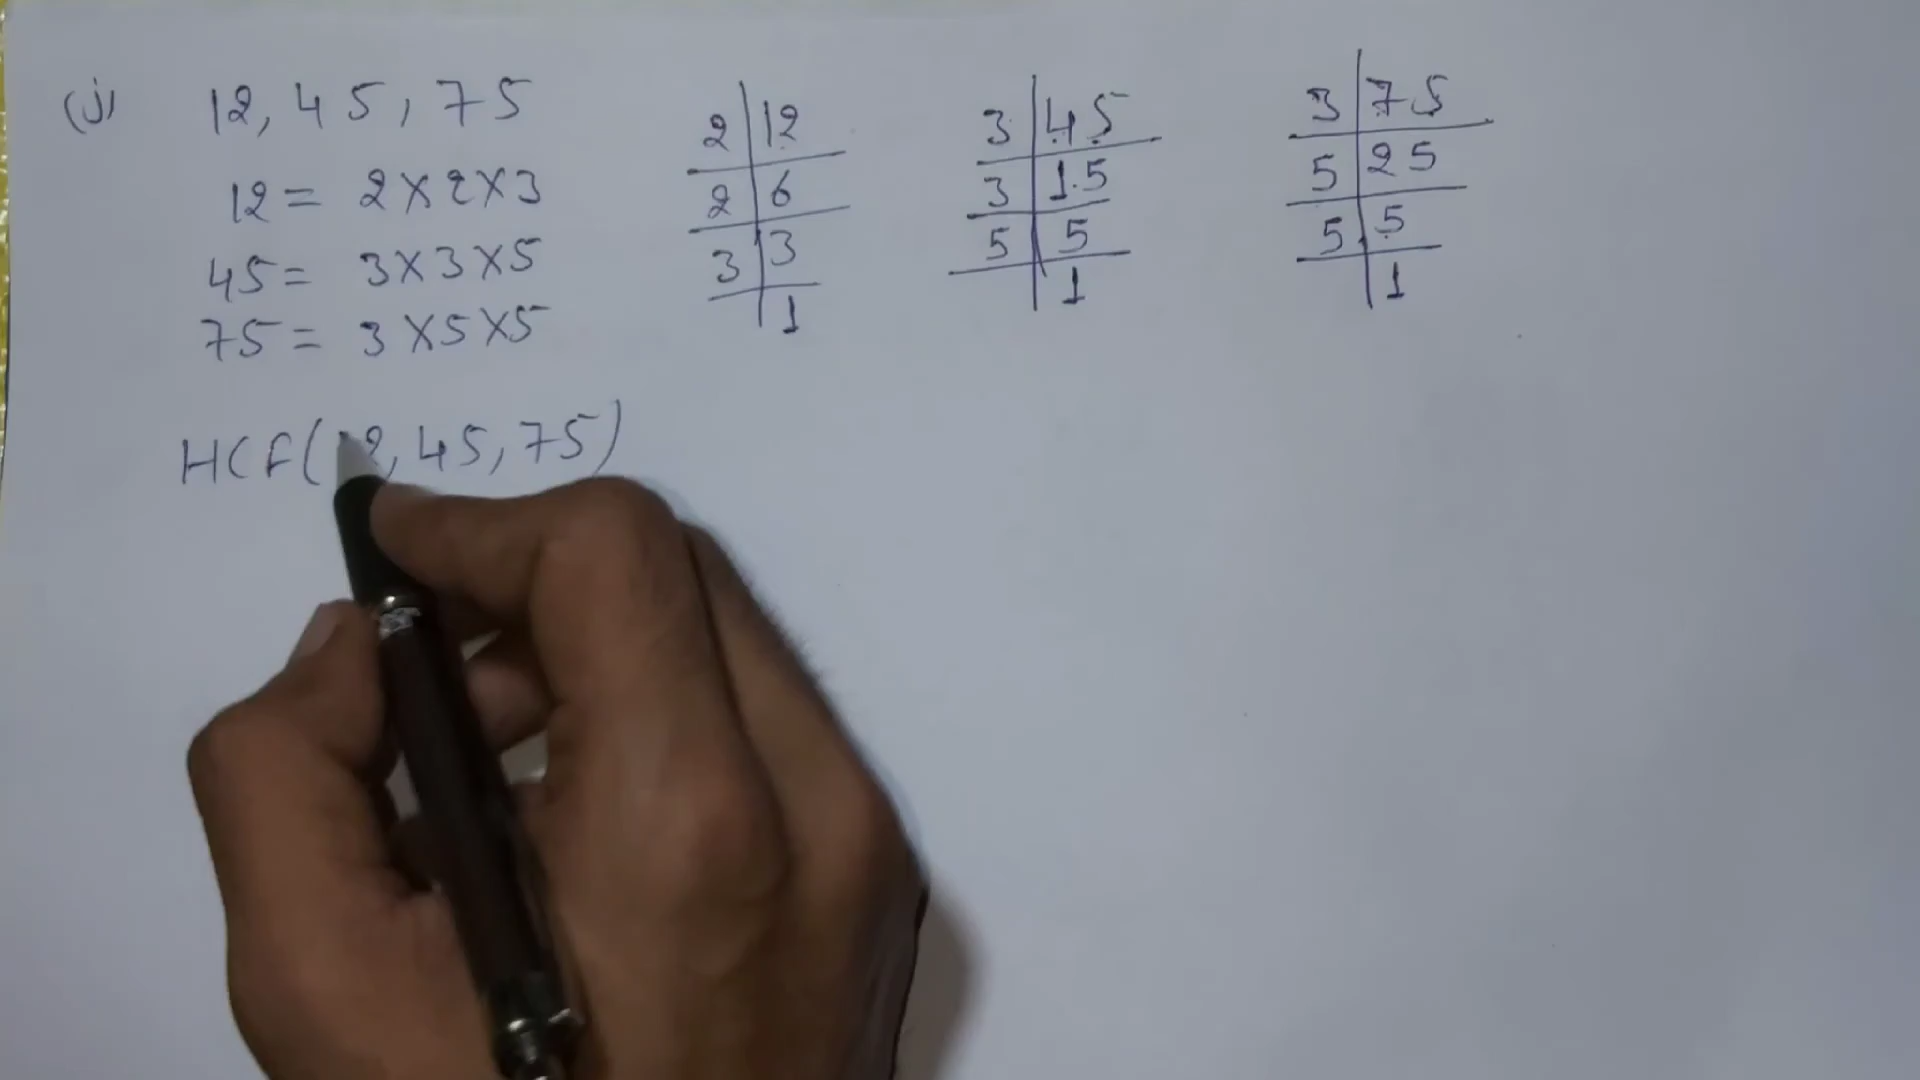 (j) 12, 45, 75
12 = 2×2×3
45 = 3×3×5
75 = 3×5×5
HCF(12, 45, 75)
2 | 12
2 | 6
3 | 3
1
3 | 45
3 | 15
5 | 5
1
3 | 75
5 | 25
5 | 5
1